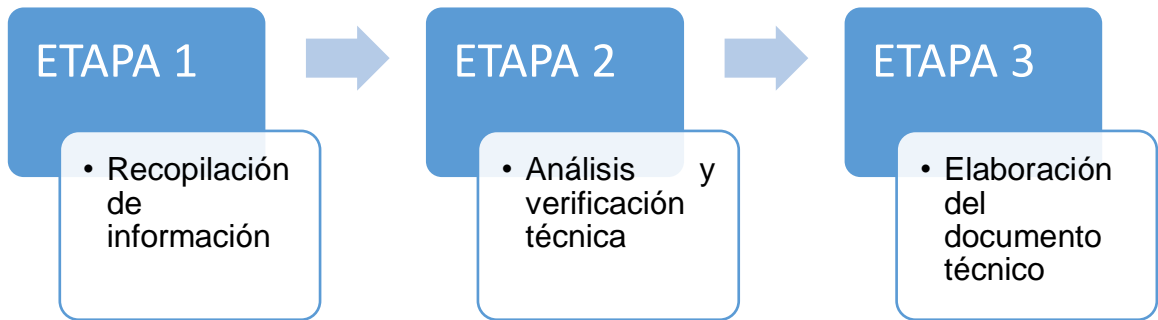 ETAPA 1
• Recopilación
de
información
ETAPA 2
• Análisis y
verificación
técnica
ETAPA 3
• Elaboración
del
documento
técnico